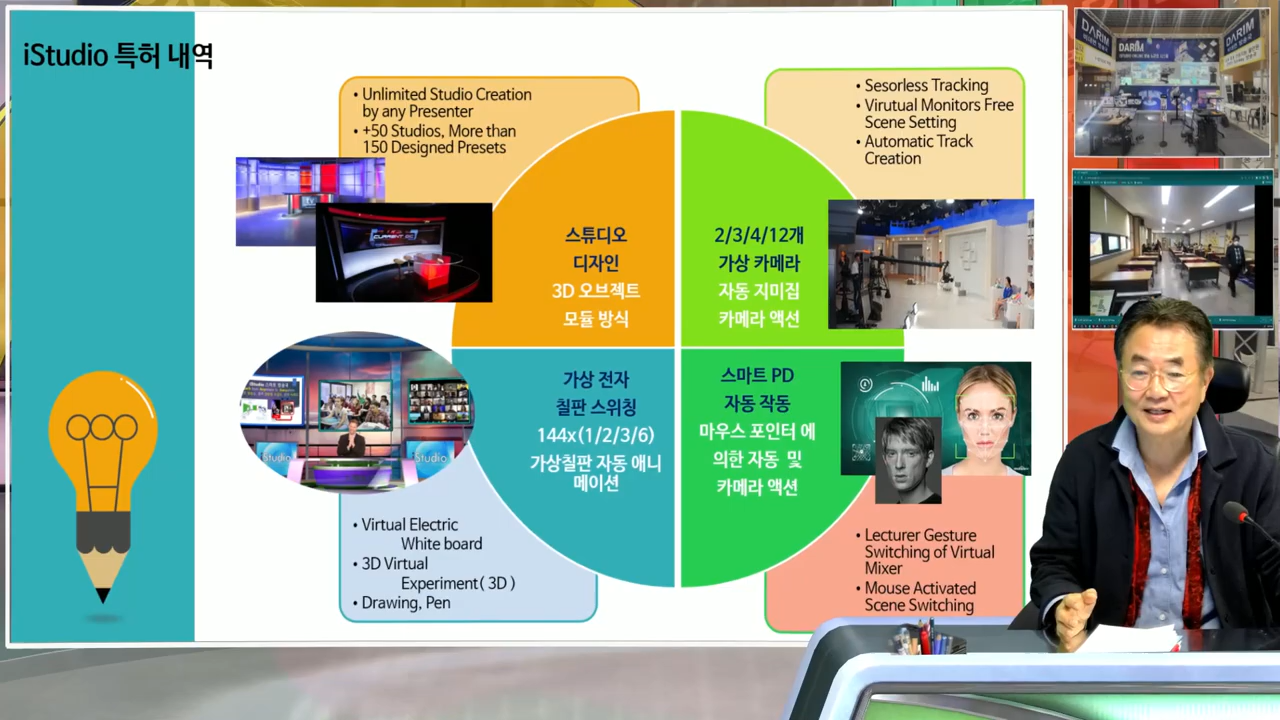 iStudio 특허 내역
• Unlimited Studio Creation
by any Presenter
• +50 Studios, More than
150 Designed Presets
• Sesorless Tracking
• Virutual Monitors Free
Scene Setting
• Automatic Track
Creation
스튜디오
디자인
3D 오브젝트
모듈 방식
2/3/4/12개
가상 카메라
자동 지미집
카메라 액션
가상 전자
칠판 스위칭
144x(1/2/3/6)
가상칠판 자동 애니
메이션
스마트 PD
자동 작동
마우스 포인터 에
의한 자동 및
카메라 액션
• Virtual Electric
White board
• 3D Virtual
Experiment( 3D )
• Drawing, Pen
• Lecturer Gesture
Switching of Virtual
Mixer
• Mouse Activated
Scene Switching
DARIM
DARIM
DARIM
iStudio
iStudio